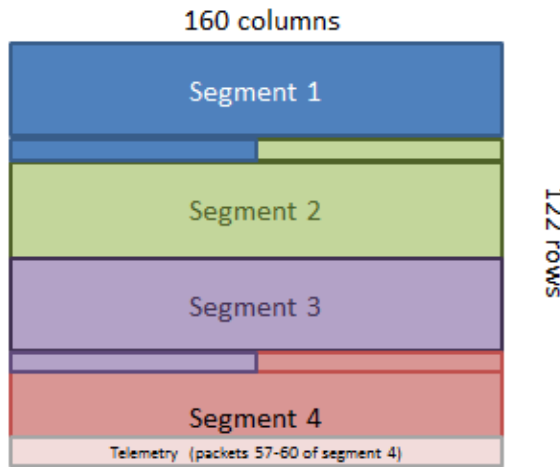 160 columns
Segment 1
Segment 2
122 rows
Segment 3
Segment 4
Telemetry (packets 57-60 of segment 4)